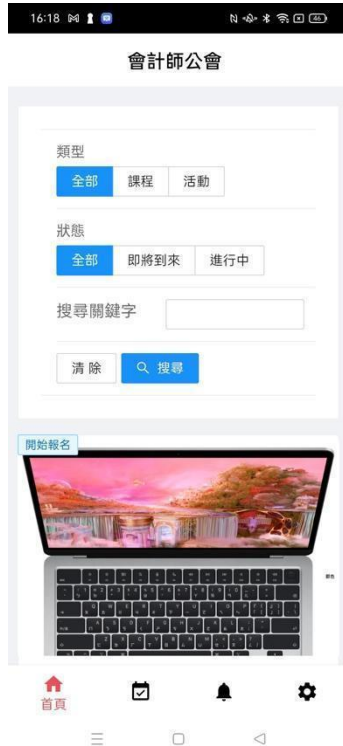 16:18
46
會計師公會
類型
全部 課程 活動
狀態
全部 即將到來 進行中
搜尋關鍵字
清除 搜尋
開始報名
首頁